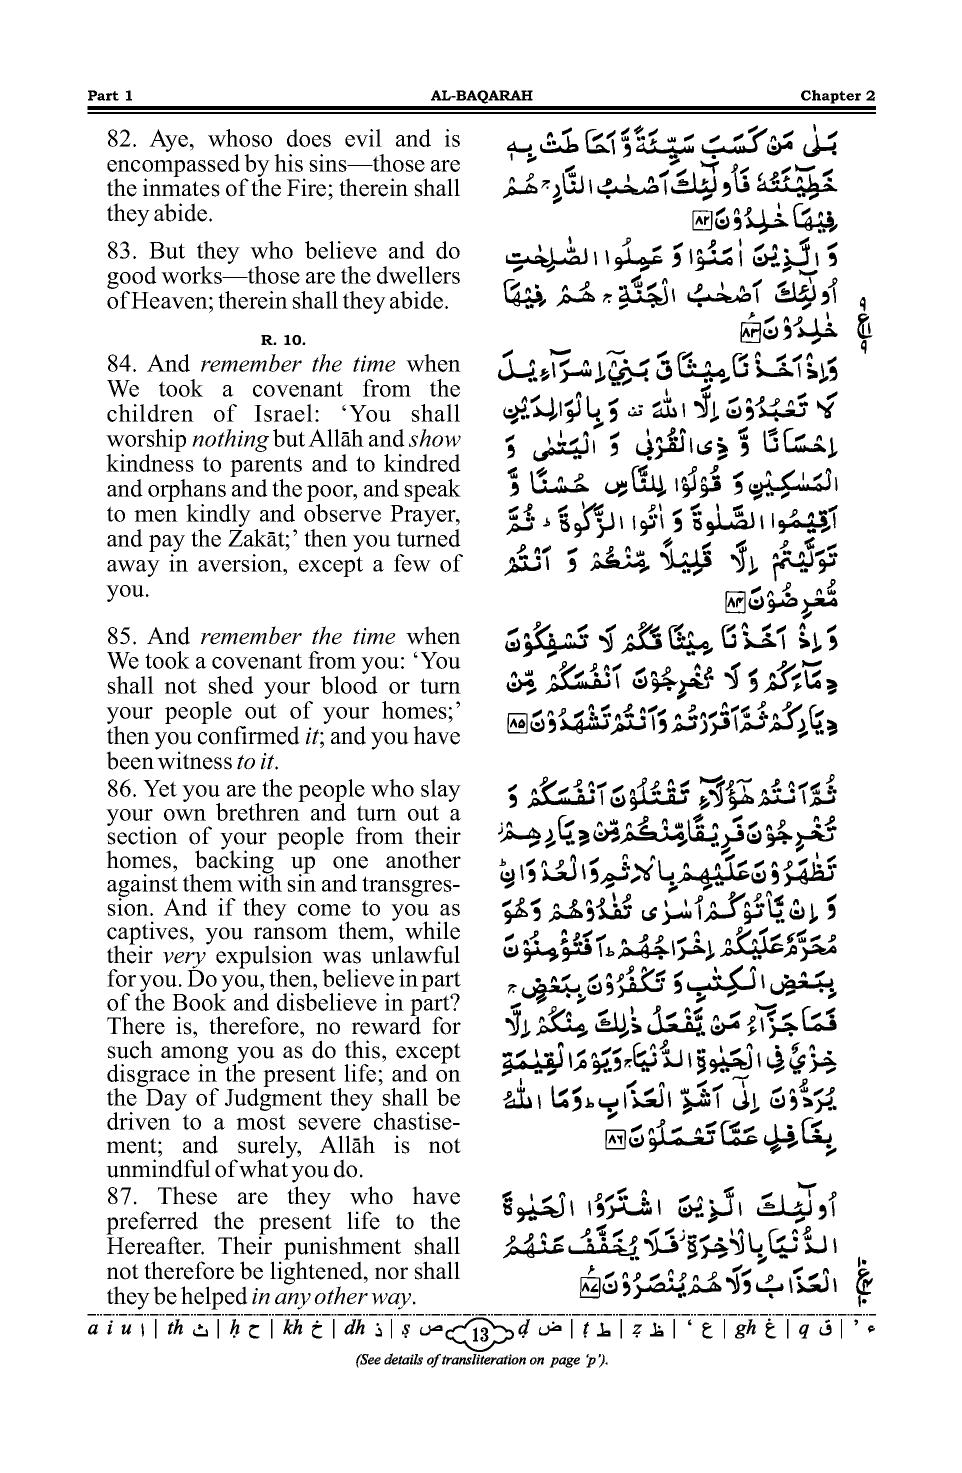 Part 1 AL-BAQARAH Chapter 2
82. Aye, whoso does evil and is
encompassed by his sins—those are
the inmates of the Fire; therein shall
they abide.
83. But they who believe and do
good works—those are the dwellers
of Heaven; therein shall they abide.
R. 10.
84. And remember the time when
We took a covenant from the
children of Israel: ‘You shall
worship nothing but Allāh and show
kindness to parents and to kindred
and orphans and the poor, and speak
to men kindly and observe Prayer,
and pay the Zakāt;’ then you turned
away in aversion, except a few of
you.
85. And remember the time when
We took a covenant from you: ‘You
shall not shed your blood or turn
your people out of your homes;’
then you confirmed it; and you have
been witness to it.
86. Yet you are the people who slay
your own brethren and turn out a
section of your people from their
homes, backing up one another
against them with sin and transgres-
sion. And if they come to you as
captives, you ransom them, while
their very expulsion was unlawful
for you. Do you, then, believe in part
of the Book and disbelieve in part?
There is, therefore, no reward for
such among you as do this, except
disgrace in the present life; and on
the Day of Judgment they shall be
driven to a most severe chastise-
ment; and surely, Allāh is not
unmindful of what you do.
87. These are they who have
preferred the present life to the
Hereafter. Their punishment shall
not therefore be lightened, nor shall
they be helped in any other way.
بَلٰى مَنْ كَسَبَ سَيِّئَةً وَّ اَحَاطَتْ بِهٖ
خَطِيْٓئَتُهٗ فَاُولٰٓئِكَ اَصْحٰبُ النَّارِ ۚ هُمْ
فِيْهَا خٰلِدُوْنَ ۸۲
وَ الَّذِيْنَ اٰمَنُوْا وَ عَمِلُوا الصّٰلِحٰتِ
اُولٰٓئِكَ اَصْحٰبُ الْجَنَّةِ ۚ هُمْ فِيْهَا
خٰلِدُوْنَ ۸۳
وَ اِذْ اَخَذْنَا مِيْثَاقَ بَنِيْٓ اِسْرَآءِيْلَ
لَا تَعْبُدُوْنَ اِلَّا اللّٰهَ ۟ وَ بِالْوَالِدَيْنِ
اِحْسَانًا وَّ ذِى الْقُرْبٰى وَ الْيَتٰمٰى وَ
الْمَسٰكِيْنِ وَ قُوْلُوْا لِلنَّاسِ حُسْنًا وَّ
اَقِيْمُوا الصَّلٰوةَ وَ اٰتُوا الزَّكٰوةَ ؕ ثُمَّ
تَوَلَّيْتُمْ اِلَّا قَلِيْلًا مِّنْكُمْ وَ اَنْتُمْ
مُّعْرِضُوْنَ ۸۴
وَ اِذْ اَخَذْنَا مِيْثَاقَكُمْ لَا تَسْفِكُوْنَ
دِمَآءَكُمْ وَ لَا تُخْرِجُوْنَ اَنْفُسَكُمْ مِّنْ
دِيَارِكُمْ ثُمَّ اَقْرَرْتُمْ وَ اَنْتُمْ تَشْهَدُوْنَ ۸۵
ثُمَّ اَنْتُمْ هٰٓؤُلَآءِ تَقْتُلُوْنَ اَنْفُسَكُمْ وَ
تُخْرِجُوْنَ فَرِيْقًا مِّنْكُمْ مِّنْ دِيَارِهِمْ ۫
تَظٰهَرُوْنَ عَلَيْهِمْ بِالْاِثْمِ وَ الْعُدْوَانِ ؕ
وَ اِنْ يَّاْتُوْكُمْ اُسٰرٰى تُفٰدُوْهُمْ وَ هُوَ
مُحَرَّمٌ عَلَيْكُمْ اِخْرَاجُهُمْ ؕ اَفَتُؤْمِنُوْنَ
بِبَعْضِ الْكِتٰبِ وَ تَكْفُرُوْنَ بِبَعْضٍ ۚ
فَمَا جَزَآءُ مَنْ يَّفْعَلُ ذٰلِكَ مِنْكُمْ اِلَّا
خِزْيٌ فِى الْحَيٰوةِ الدُّنْيَا ۚ وَ يَوْمَ الْقِيٰمَةِ
يُرَدُّوْنَ اِلٰٓى اَشَدِّ الْعَذَابِ ؕ وَ مَا اللّٰهُ
بِغَافِلٍ عَمَّا تَعْمَلُوْنَ ۸۶
اُولٰٓئِكَ الَّذِيْنَ اشْتَرَوُا الْحَيٰوةَ
الدُّنْيَا بِالْاٰخِرَةِ ۫ فَلَا يُخَفَّفُ عَنْهُمُ
الْعَذَابُ وَلَا هُمْ يُنْصَرُوْنَ ۸۷
a i u ا | th ث | ḥ ح | kh خ | dh ذ | ṣ ص 13 ḍ ض | ṭ ط | ẓ ظ | ‘ ع | gh غ | q ق | ’ ء
(See details of transliteration on page ‘p’).